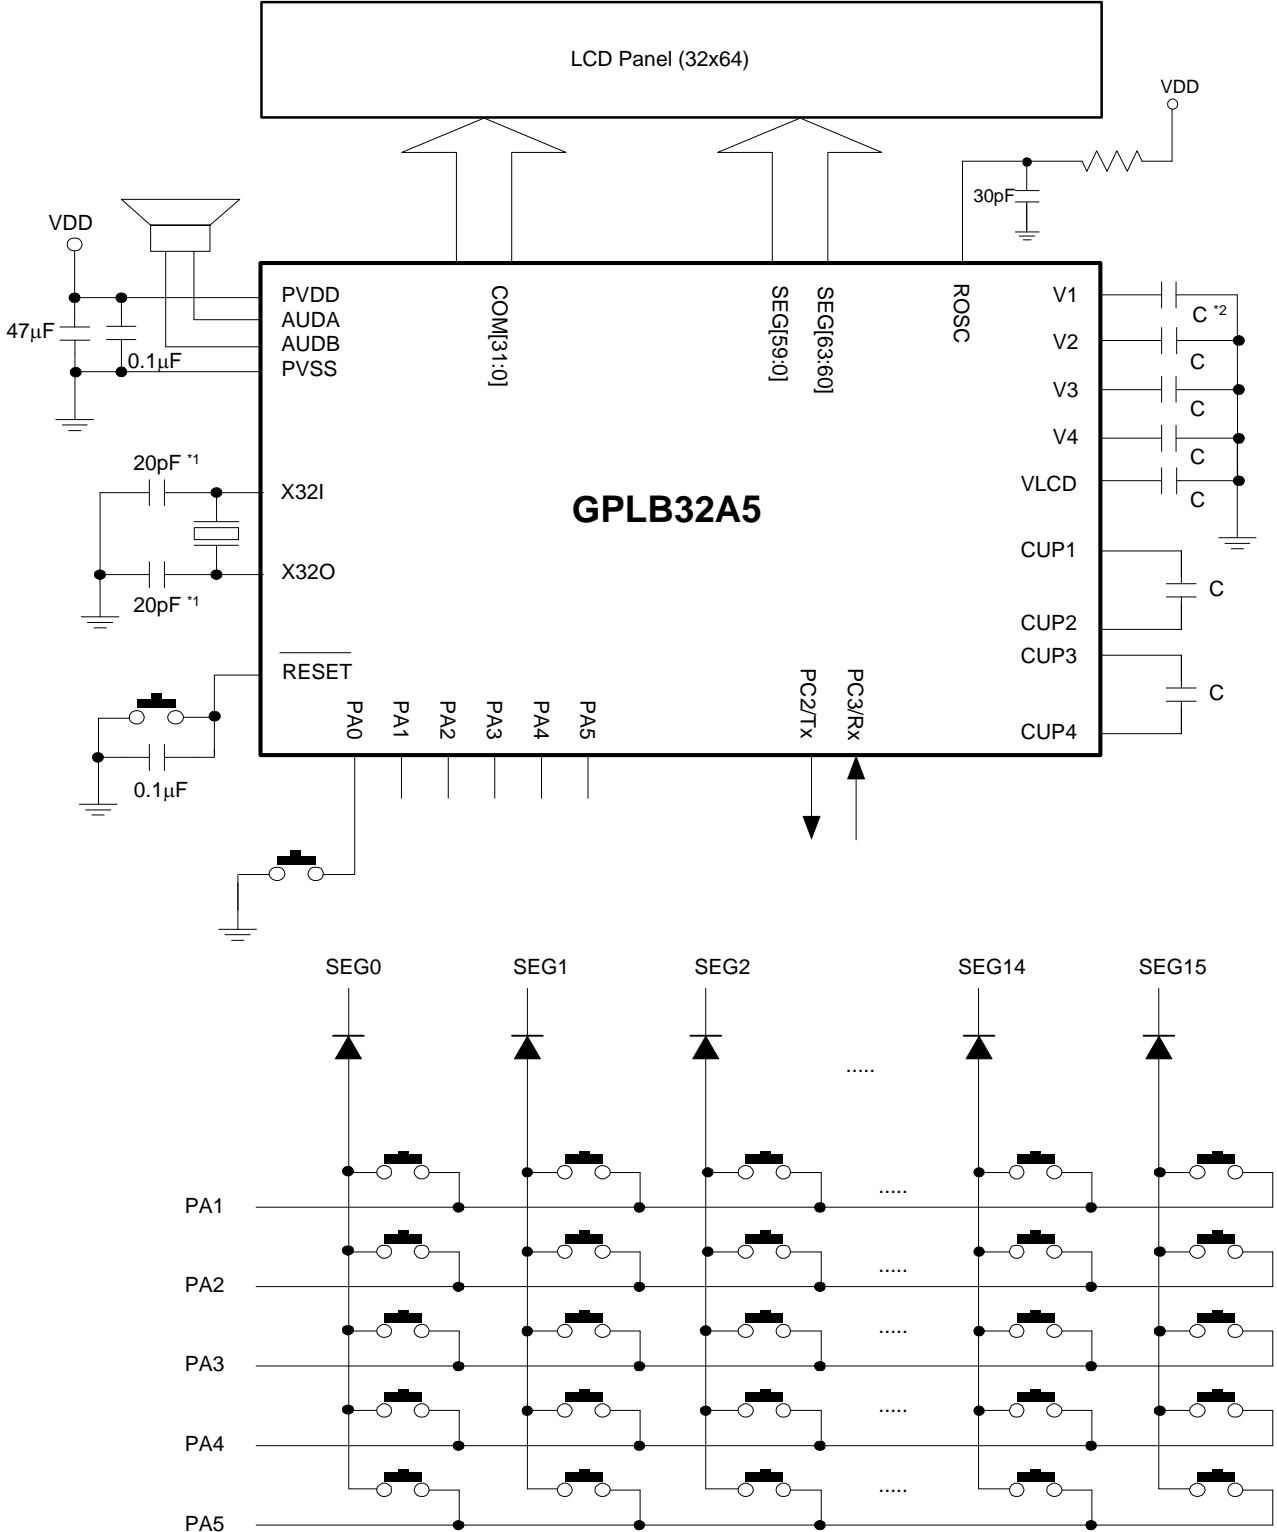 LCD Panel (32x64)
VDD
30pF
VDD
47μF
0.1μF
PVDD
AUDA
AUDB
PVSS
COM[31:0]
SEG[59:0]
SEG[63:60]
ROSC
V1
C *2
V2
C
V3
C
V4
C
VLCD
C
20pF *1
X32I
GPLB32A5
X32O
20pF *1
CUP1
C
CUP2
CUP3
C
CUP4
RESET
0.1μF
PA0
PA1
PA2
PA3
PA4
PA5
PC2/Tx
PC3/Rx
SEG0 SEG1 SEG2 SEG14 SEG15
.....
.....
PA1
.....
PA2
.....
PA3
.....
PA4
.....
PA5